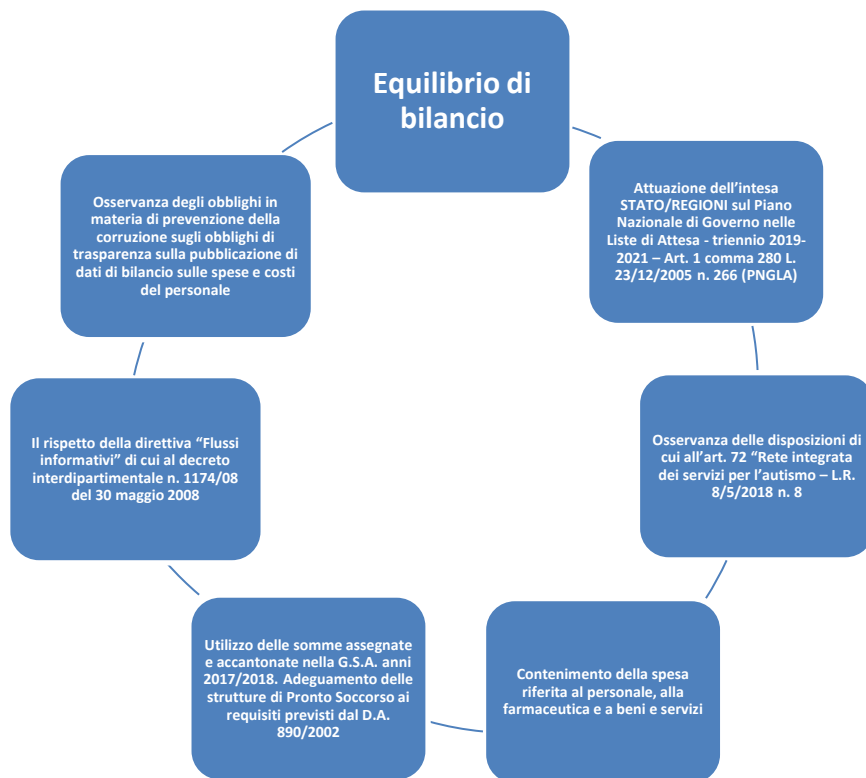 Equilibrio di
bilancio
Attuazione dell'intesa
STATO/REGIONI sul Piano
Nazionale di Governo nelle
Liste di Attesa - triennio 2019-
2021 – Art. 1 comma 280 L.
23/12/2005 n. 266 (PNGLA)
Osservanza delle disposizioni di
cui all'art. 72 “Rete integrata
dei servizi per l'autismo – L.R.
8/5/2018 n. 8
Contenimento della spesa
riferita al personale, alla
farmaceutica e a beni e servizi
Utilizzo delle somme assegnate
e accantonate nella G.S.A. anni
2017/2018. Adeguamento delle
strutture di Pronto Soccorso ai
requisiti previsti dal D.A.
890/2002
Il rispetto della direttiva “Flussi
informativi” di cui al decreto
interdipartimentale n. 1174/08
del 30 maggio 2008
Osservanza degli obblighi in
materia di prevenzione della
corruzione sugli obblighi di
trasparenza sulla pubblicazione di
dati di bilancio sulle spese e costi
del personale